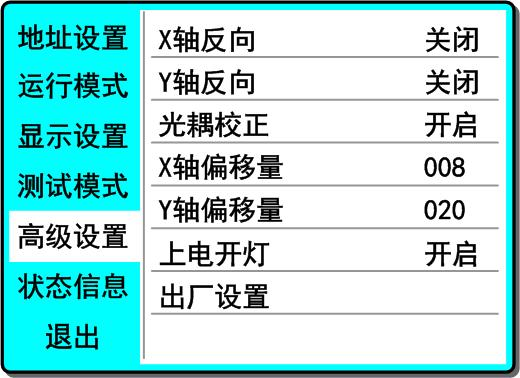 地址设置
运行模式
显示设置
测试模式
高级设置
状态信息
退出
X轴反向 关闭
Y轴反向 关闭
光耦校正 开启
X轴偏移量 008
Y轴偏移量 020
上电开灯 开启
出厂设置